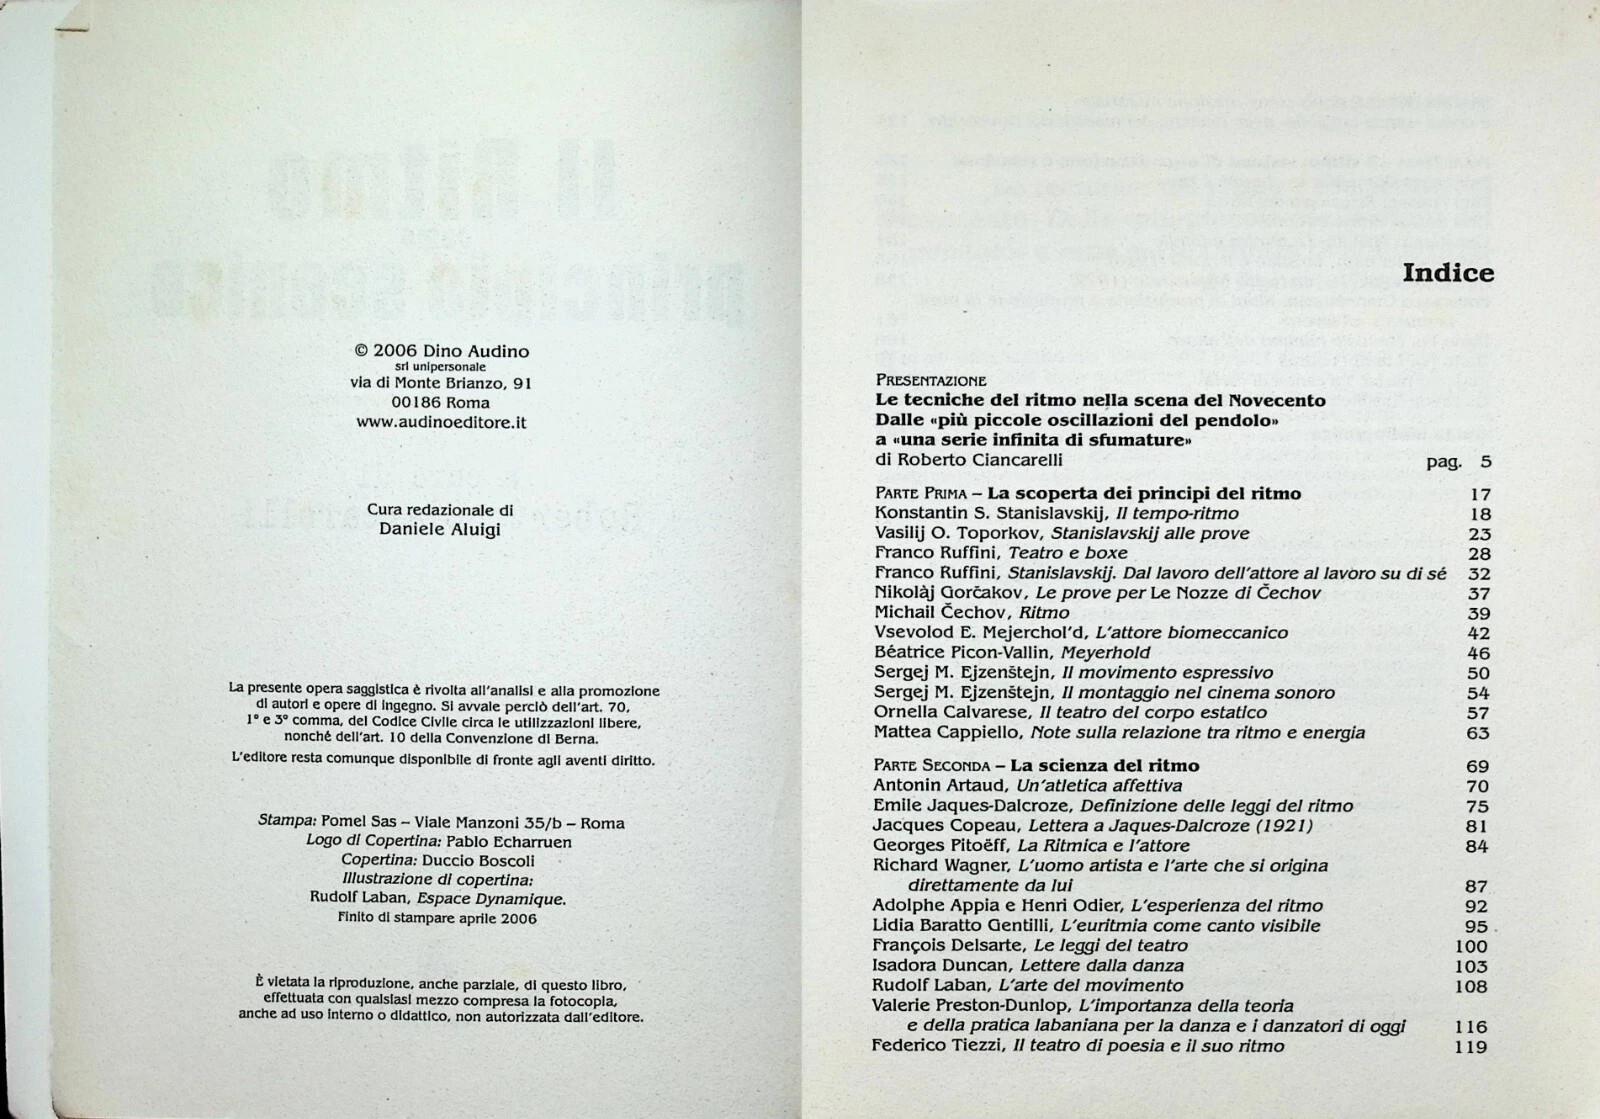 © 2006 Dino Audino
srl unipersonale
via di Monte Brianzo, 91
00186 Roma
www.audinoeditore.it
Cura redazionale di
Daniele Aluigi
La presente opera saggistica è rivolta all'analisi e alla promozione
di autori e opere di ingegno. Si avvale perciò dell'art. 70,
1° e 3° comma, del Codice Civile circa le utilizzazioni libere,
nonché dell'art. 10 della Convenzione di Berna.
L'editore resta comunque disponibile di fronte agli aventi diritto.
Stampa: Pomel Sas – Viale Manzoni 35/b – Roma
Logo di Copertina: Pablo Echarruen
Copertina: Duccio Boscoli
Illustrazione di copertina:
Rudolf Laban, Espace Dynamique.
Finito di stampare aprile 2006
È vietata la riproduzione, anche parziale, di questo libro,
effettuata con qualsiasi mezzo compresa la fotocopia,
anche ad uso interno o didattico, non autorizzata dall'editore.
Indice
PRESENTAZIONE
Le tecniche del ritmo nella scena del Novecento
Dalle «più piccole oscillazioni del pendolo»
a «una serie infinita di sfumature»
di Roberto Ciancarelli pag. 5
PARTE PRIMA – La scoperta dei principi del ritmo 17
Konstantin S. Stanislavskij, Il tempo-ritmo 18
Vasilij O. Toporkov, Stanislavskij alle prove 23
Franco Ruffini, Teatro e boxe 28
Franco Ruffini, Stanislavskij. Dal lavoro dell'attore al lavoro su di sé 32
Nikolàj Gorčakov, Le prove per Le Nozze di Čechov 37
Michail Čechov, Ritmo 39
Vsevolod E. Mejerchol'd, L'attore biomeccanico 42
Béatrice Picon-Vallin, Meyerhold 46
Sergej M. Ejzenštejn, Il movimento espressivo 50
Sergej M. Ejzenštejn, Il montaggio nel cinema sonoro 54
Ornella Calvarese, Il teatro del corpo estatico 57
Mattea Cappiello, Note sulla relazione tra ritmo e energia 63
PARTE SECONDA – La scienza del ritmo 69
Antonin Artaud, Un'atletica affettiva 70
Emile Jaques-Dalcroze, Definizione delle leggi del ritmo 75
Jacques Copeau, Lettera a Jaques-Dalcroze (1921) 81
Georges Pitoëff, La Ritmica e l'attore 84
Richard Wagner, L'uomo artista e l'arte che si origina
direttamente da lui 87
Adolphe Appia e Henri Odier, L'esperienza del ritmo 92
Lidia Baratto Gentilli, L'euritmia come canto visibile 95
François Delsarte, Le leggi del teatro 100
Isadora Duncan, Lettere dalla danza 103
Rudolf Laban, L'arte del movimento 108
Valerie Preston-Dunlop, L'importanza della teoria
e della pratica labaniana per la danza e i danzatori di oggi 116
Federico Tiezzi, Il teatro di poesia e il suo ritmo 119